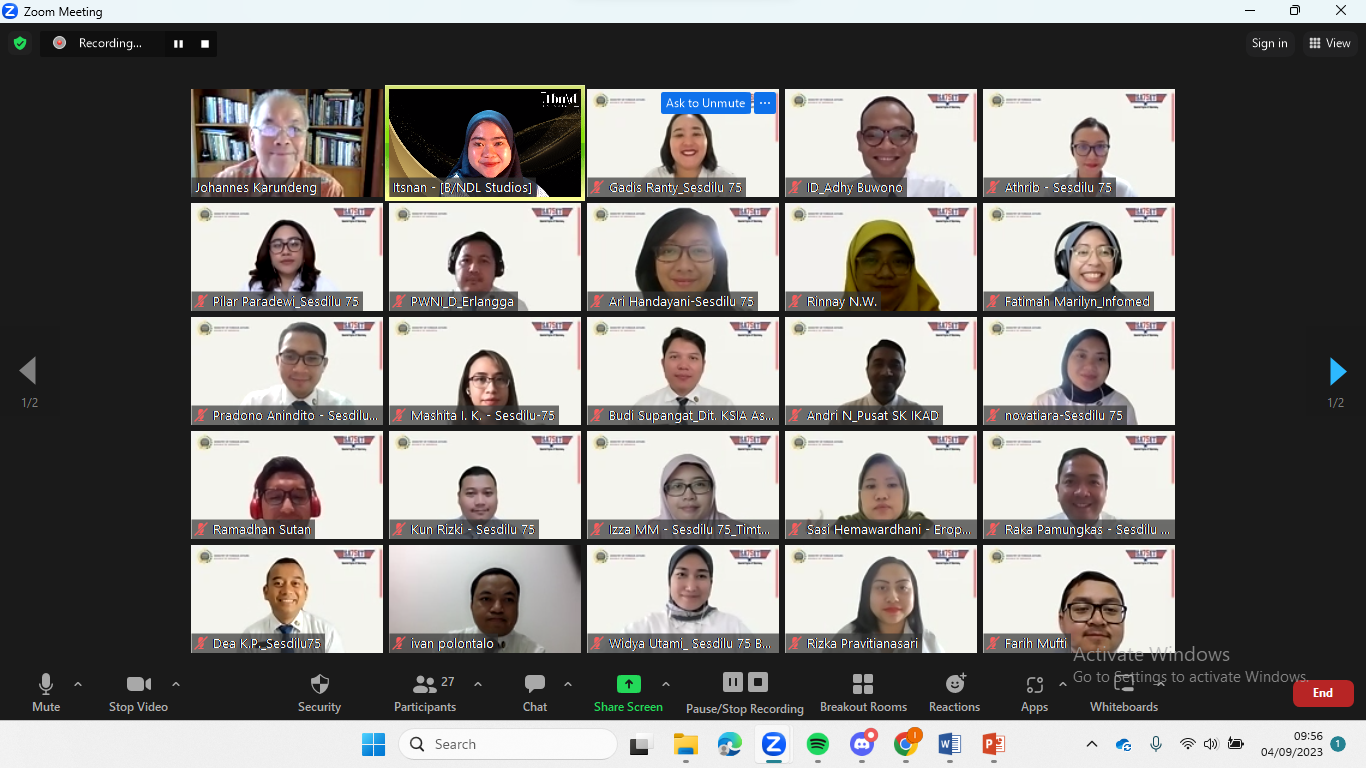 Zoom Meeting
Recording...
Sign in
View
Ask to Unmute
Johannes Karundeng
Itsnan - [B/NDL Studios]
Gadis Ranty_Sesdilu 75
ID_Adhy Buwono
Athrib - Sesdilu 75
Pilar Paradewi_Sesdilu 75
PWNI_D_Erlangga
Ari Handayani-Sesdilu 75
Rinnay N.W.
Fatimah Marilyn_Infomed
Pradono Anindito - Sesdilu...
Mashita I. K. - Sesdilu-75
Budi Supangat_Dit. KSIA As...
Andri N_Pusat SK IKAD
novatiara-Sesdilu 75
1/2
1/2
Ramadhan Sutan
Kun Rizki - Sesdilu 75
Izza MM - Sesdilu 75_Timt...
Sasi Hemawardhani - Erop...
Raka Pamungkas - Sesdilu ...
Dea K.P._Sesdilu75
ivan polontalo
Widya Utami_ Sesdilu 75 B...
Rizka Pravitianasari
Farih Mufti
Activate Windows
Go to Settings to activate Windows.
27
Mute
Stop Video
Security
Participants
Chat
Share Screen
Pause/Stop Recording
Breakout Rooms
Reactions
Apps
Whiteboards
End
Search
09:56
04/09/2023
1